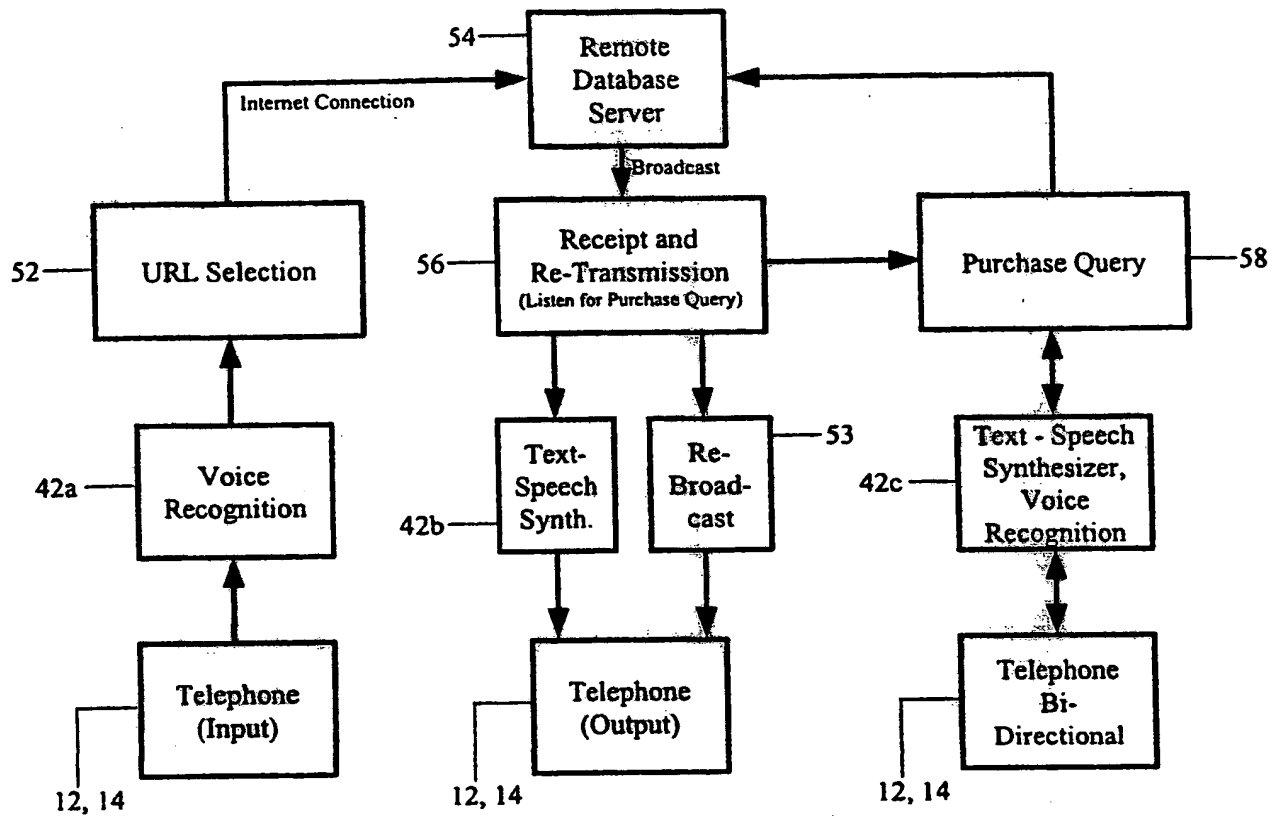 54
Remote
Database
Server
Internet Connection
Broadcast
52
URL Selection
56
Receipt and
Re-Transmission
(Listen for Purchase Query)
Purchase Query
58
42a
Voice
Recognition
42b
Text-
Speech
Synth.
Re-
Broad-
cast
53
42c
Text - Speech
Synthesizer,
Voice
Recognition
Telephone
(Input)
12, 14
Telephone
(Output)
12, 14
Telephone
Bi-
Directional
12, 14